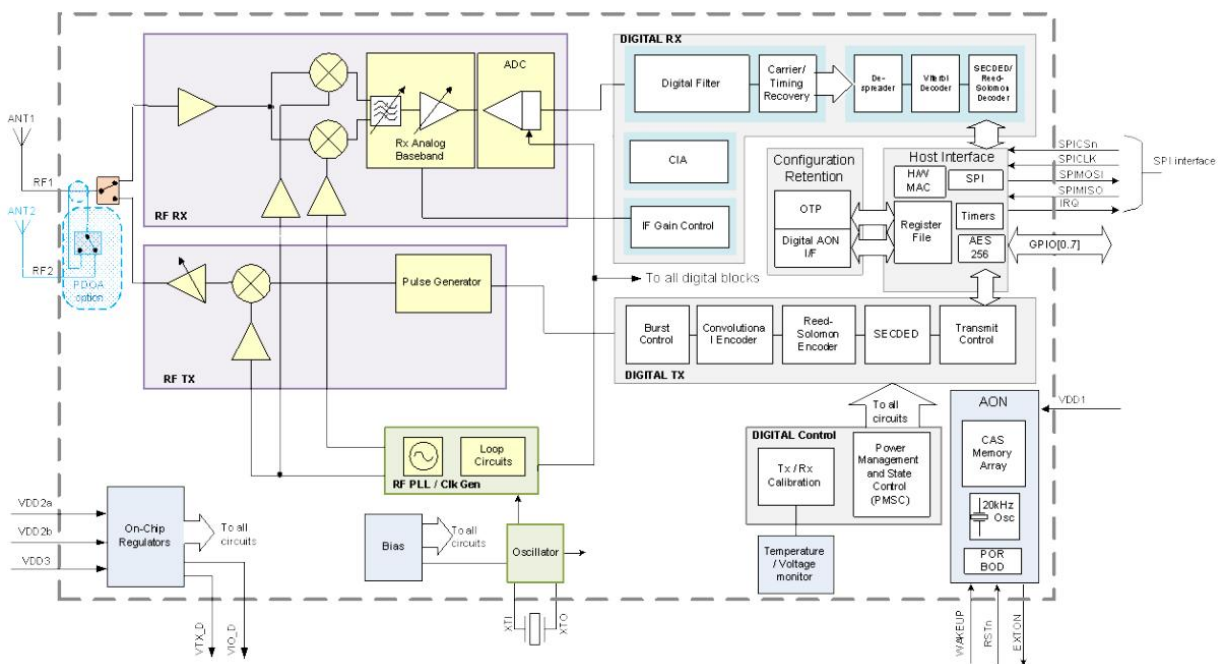 DIGITAL RX
ADC
Digital Filter
Carrier/
Timing
Recovery
De-
spreader
Viterbi
Decoder
SECDED/
Reed-
Solomon
Decoder
ANT1
RF1
ANT2
RF2
PDOA
option
Rx Analog
Baseband
RF RX
CIA
IF Gain Control
Configuration
Retention
OTP
Digital AON
I/F
Host Interface
H/W
MAC
SPI
Register
File
Timers
AES
256
SPICSn
SPICLK
SPIMOSI
SPIMISO
IRQ
SPI interface
GPIO[0..7]
To all digital blocks
Pulse Generator
RF TX
Burst
Control
Convolutiona
l Encoder
Reed-
Solomon
Encoder
SECDED
Transmit
Control
DIGITAL TX
To all
circuits
DIGITAL Control
Tx / Rx
Calibration
Power
Management
and State
Control
(PMSC)
Temperature
/ Voltage
monitor
AON
CAS
Memory
Array
20kHz
Osc
POR
BOD
VDD1
WAKEUP
RSTn
EXTON
Loop
Circuits
RF PLL / Clk Gen
VDD2a
VDD2b
VDD3
On-Chip
Regulators
To all
circuits
VTX_D
VIO_D
Bias
To all
circuits
Oscillator
XTI
XTO